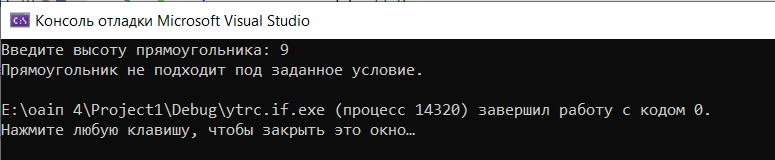 Консоль отладки Microsoft Visual Studio
Введите высоту прямоугольника: 9
Прямоугольник не подходит под заданное условие.
E:\оаип 4\Project1\Debug\ytrc.if.exe (процесс 14320) завершил работу с кодом 0.
Нажмите любую клавишу, чтобы закрыть это окно…